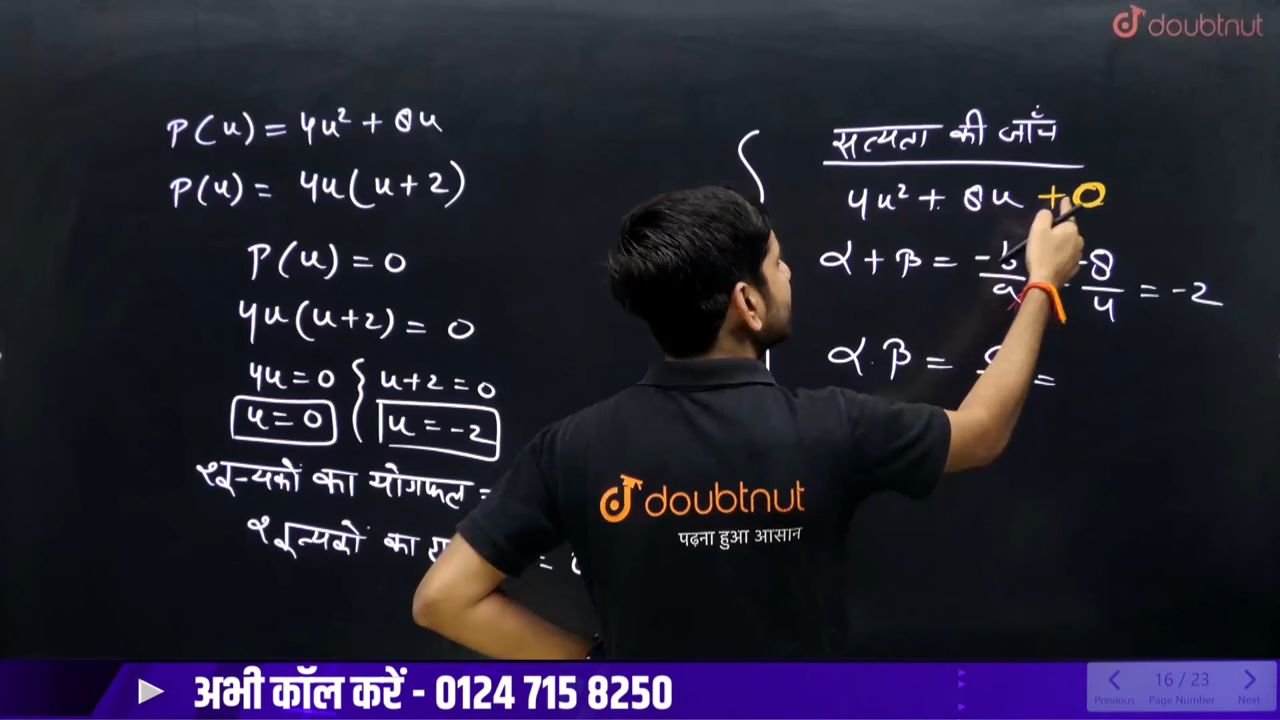 doubtnut
P(u) = 4u² + 8u
P(u) = 4u(u+2)
P(u) = 0
4u(u+2) = 0
4u = 0 { u+2 = 0
u = 0 u = -2
शून्यकों का योगफल =
शून्यकों का =
सत्यता की जाँच
4u² + 8u + 0
α + β = -b/a -8/4 = -2
α . β = =
doubtnut
पढ़ना हुआ आसान
अभी कॉल करें - 0124 715 8250
16 / 23
Previous Page Number Next